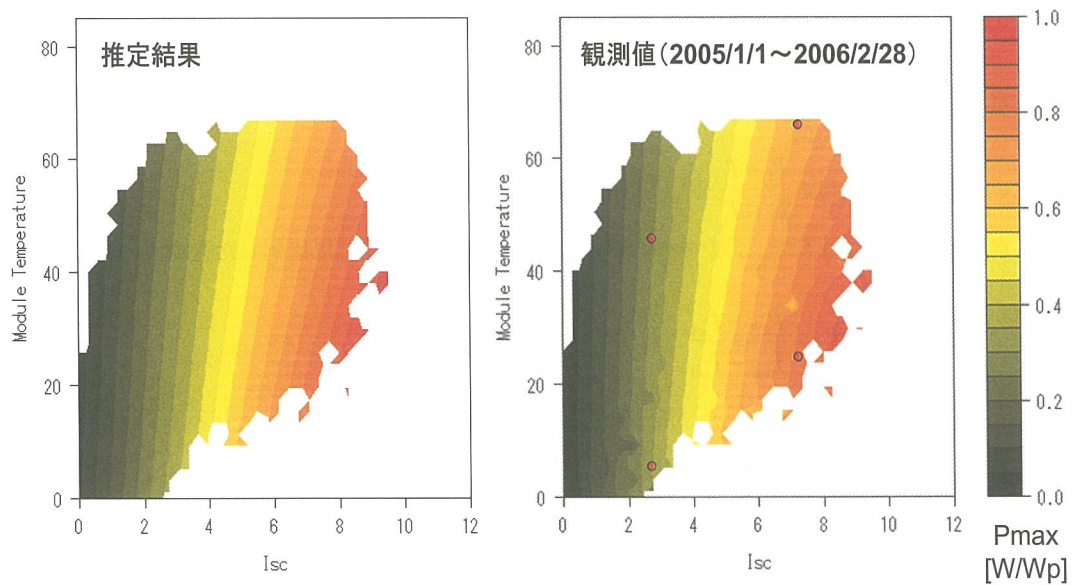 推定結果
80
60
40
20
0
Module Temperature
0 2 4 6 8 10 12
Isc
観測値(2005/1/1～2006/2/28)
80
60
40
20
0
Module Temperature
0 2 4 6 8 10 12
Isc
1.0
0.8
0.6
0.4
0.2
0.0
Pmax
[W/Wp]